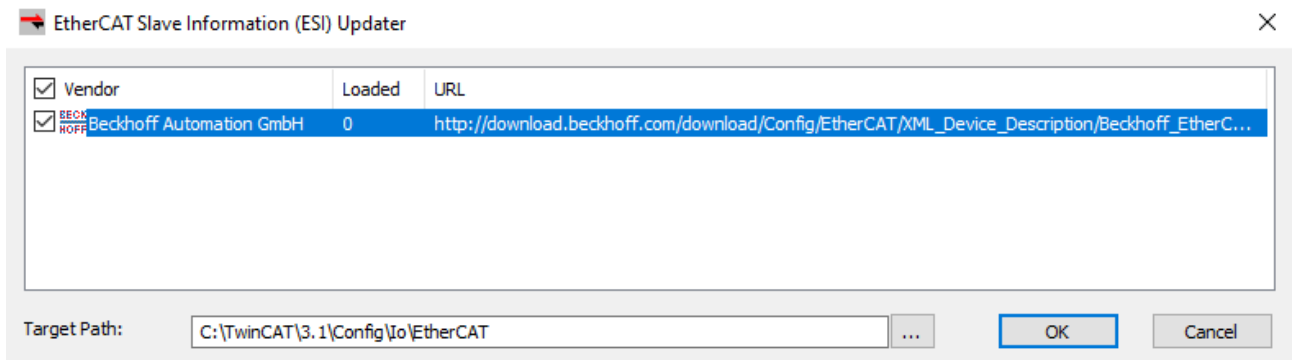 EtherCAT Slave Information (ESI) Updater
Vendor Loaded URL
BECKHOFF Beckhoff Automation GmbH 0 http://download.beckhoff.com/download/Config/EtherCAT/XML_Device_Description/Beckhoff_EtherC...
Target Path: C:\TwinCAT\3.1\Config\Io\EtherCAT ... OK Cancel